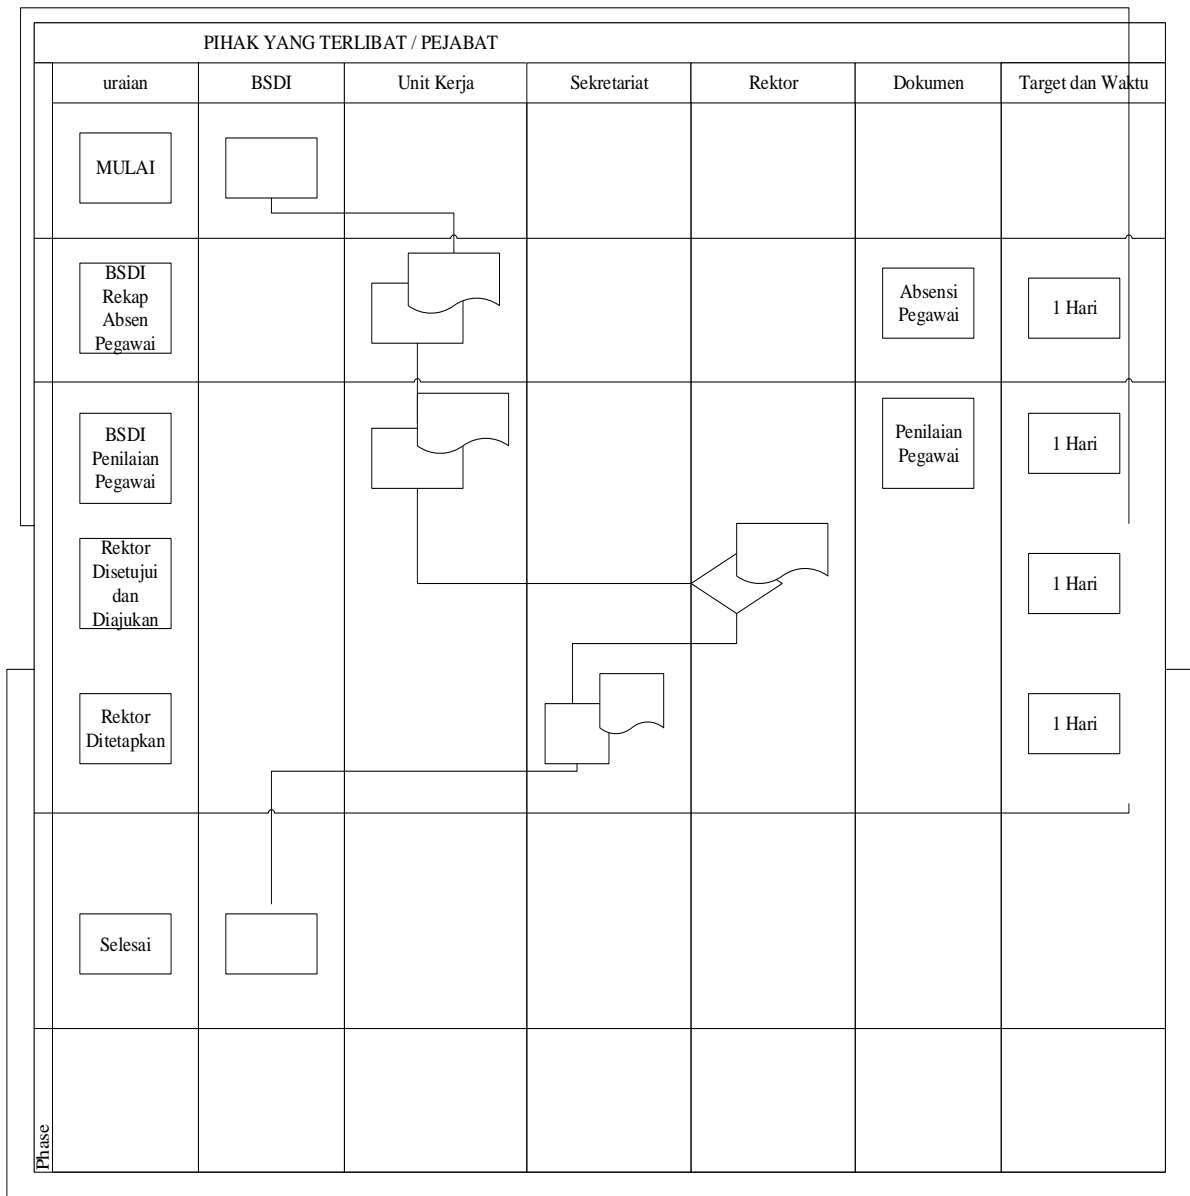 PIHAK YANG TERLIBAT / PEJABAT
uraian
BSDI
Unit Kerja
Sekretariat
Rektor
Dokumen
Target dan Waktu
MULAI
BSDI
Rekap
Absen
Pegawai
Absensi
Pegawai
1 Hari
BSDI
Penilaian
Pegawai
Penilaian
Pegawai
1 Hari
Rektor
Disetujui
dan
Diajukan
1 Hari
Rektor
Ditetapkan
1 Hari
Selesai
Phase